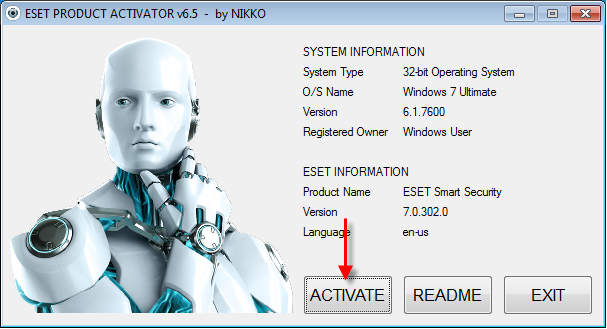 ESET PRODUCT ACTIVATOR v6.5 - by NIKKO
SYSTEM INFORMATION
System Type 32-bit Operating System
O/S Name Windows 7 Ultimate
Version 6.1.7600
Registered Owner Windows User
ESET INFORMATION
Product Name ESET Smart Security
Version 7.0.302.0
Language en-us
ACTIVATE README EXIT